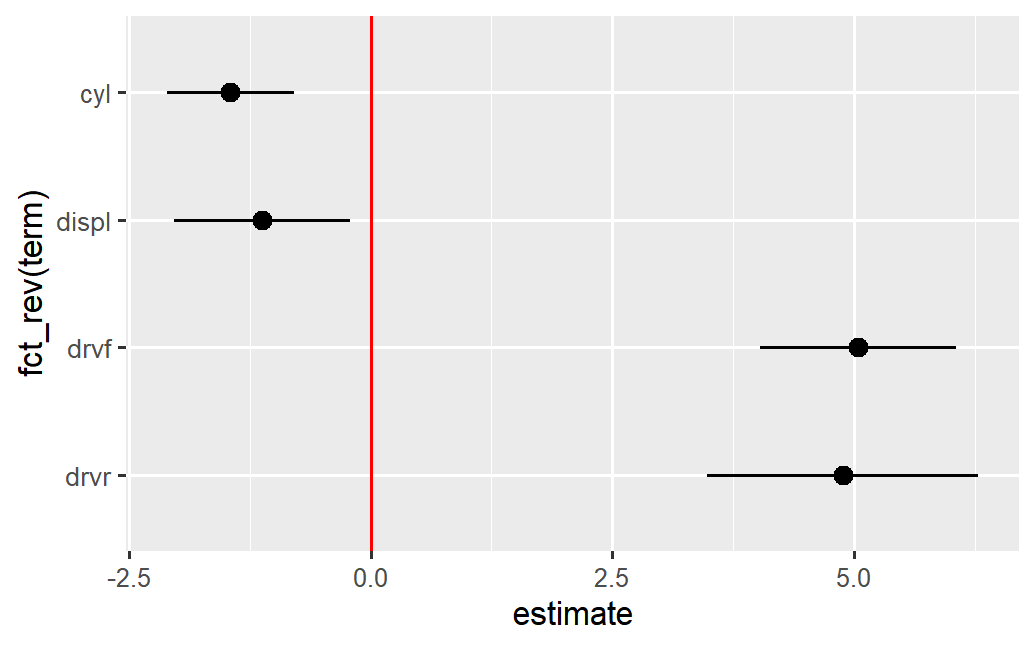 fct_rev(term)
cyl
displ
drvf
drvr
-2.5 0.0 2.5 5.0
estimate